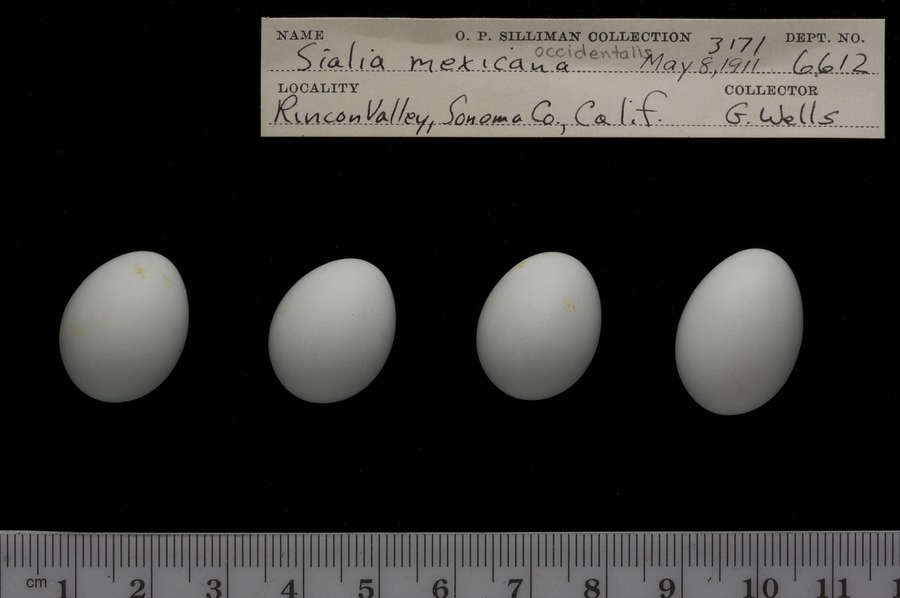 NAME O. P. SILLIMAN COLLECTION 3171 DEPT. NO.
Sialia mexicana occidentalis May 8, 1911 6612
LOCALITY COLLECTOR
Rincon Valley, Sonoma Co, Calif. G. Wells
cm 1 2 3 4 5 6 7 8 9 10 11